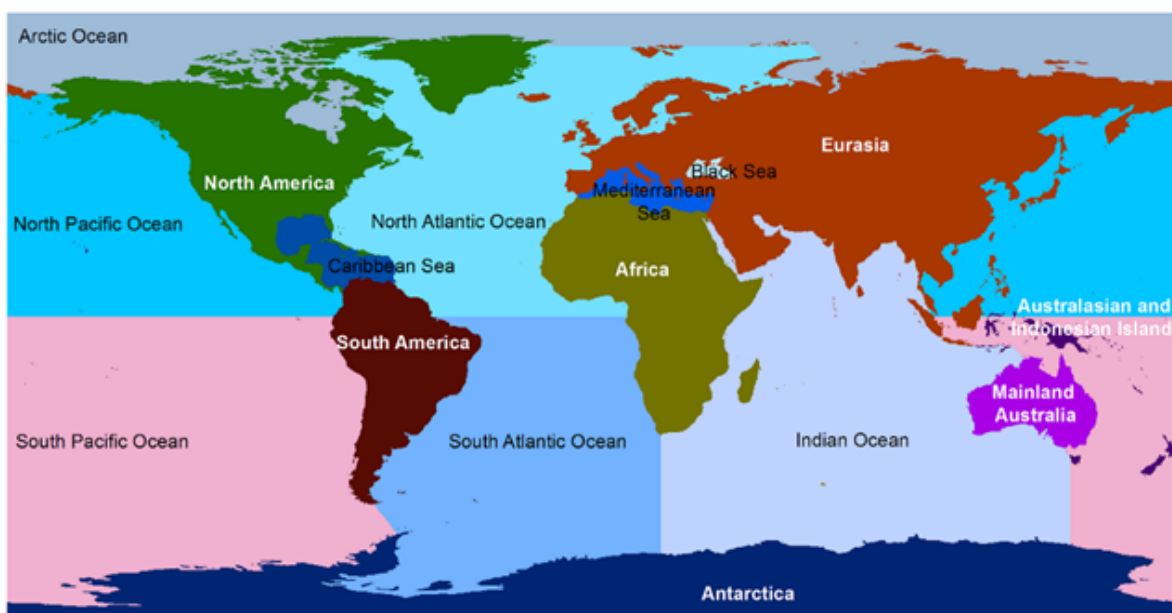 Arctic Ocean
Eurasia
Black Sea
North America
Mediterranean
Sea
North Pacific Ocean
North Atlantic Ocean
Caribbean Sea
Africa
Australasian and
Indonesian Island
South America
Mainland
Australia
South Pacific Ocean
South Atlantic Ocean
Indian Ocean
Antarctica